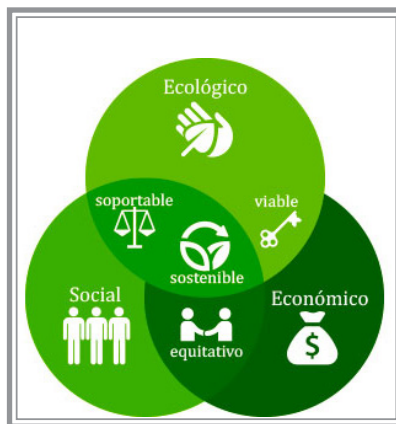 Ecológico
soportable
viable
sostenible
Social
Económico
equitativo
$